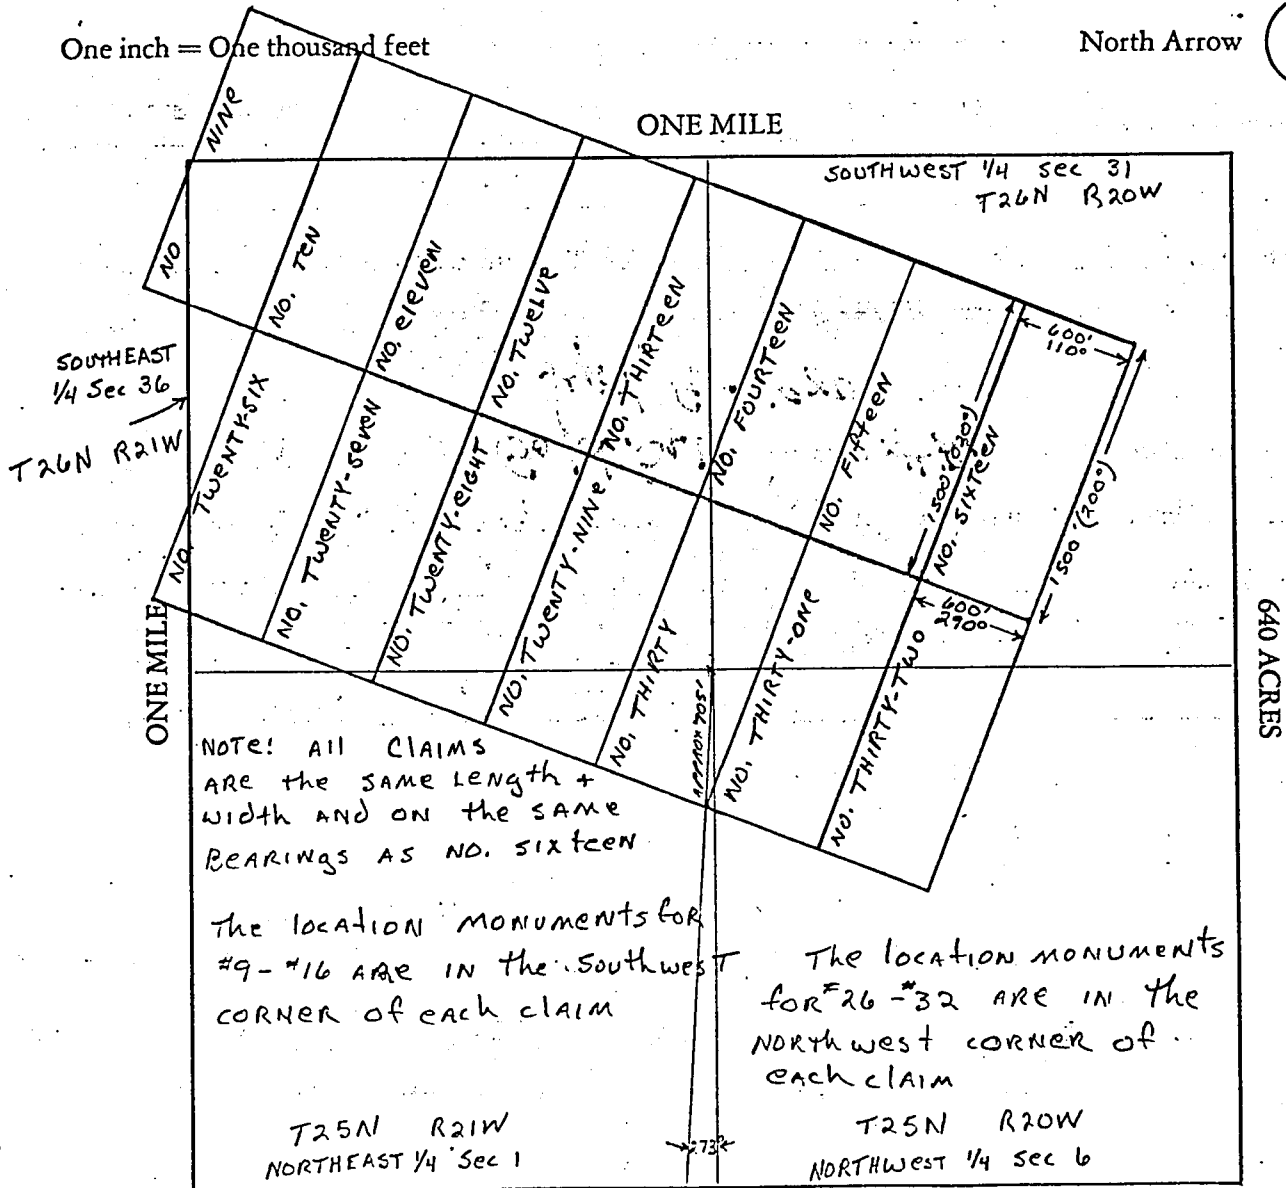 One inch = One thousand feet
North Arrow
ONE MILE
SOUTHWEST 1/4 Sec 31
T26N R20W
NO NINE
NO. TEN
NO. eleven
NO. Twelve
NO. THIRTEEN
NO. FOURTEEN
NO. Fifteen
NO. SIXTEEN
600'
110°
1500' (020°)
1500' (200°)
600'
290°
SOUTHEAST
1/4 Sec 36
T26N R21W
NO. TWENTY-SIX
NO. TWENTY-SEVEN
NO. TWENTY-EIGHT
NO. TWENTY-NINE
NO. THIRTY
NO. THIRTY-ONE
NO. THIRTY-TWO
ONE MILE
640 ACRES
APPROX 705'
NOTE! All CLAIMS
ARE the SAME Length +
width AND ON the SAME
BEARINGS AS NO. SIXTEEN
The location monuments for
#9-#16 ARE IN the Southwest
CORNER of each claim
The location monuments
for #26-#32 ARE IN the
NORTHWEST CORNER of
each claim
T25N R21W
NORTHEAST 1/4 Sec 1
273'
T25N R20W
NORTHWEST 1/4 Sec 6